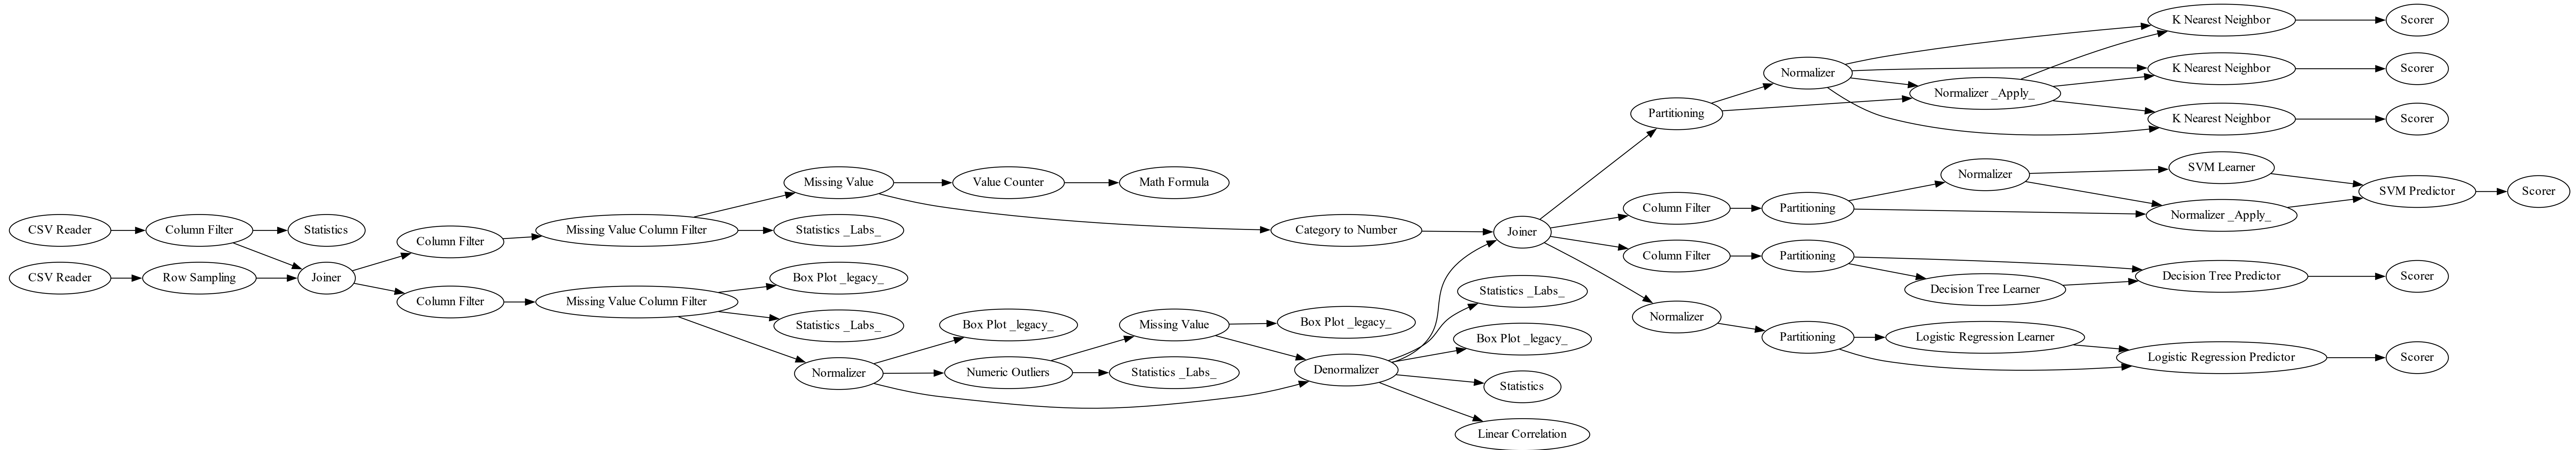 CSV Reader
Column Filter
Statistics
CSV Reader
Row Sampling
Joiner
Column Filter
Missing Value Column Filter
Missing Value
Value Counter
Math Formula
Statistics _Labs_
Category to Number
Column Filter
Missing Value Column Filter
Box Plot _legacy_
Statistics _Labs_
Normalizer
Box Plot _legacy_
Numeric Outliers
Missing Value
Box Plot _legacy_
Statistics _Labs_
Denormalizer
Joiner
Statistics _Labs_
Box Plot _legacy_
Statistics
Linear Correlation
Partitioning
Normalizer
Normalizer _Apply_
K Nearest Neighbor
Scorer
K Nearest Neighbor
Scorer
K Nearest Neighbor
Scorer
Column Filter
Partitioning
Normalizer
SVM Learner
Normalizer _Apply_
SVM Predictor
Scorer
Column Filter
Partitioning
Decision Tree Learner
Decision Tree Predictor
Scorer
Normalizer
Partitioning
Logistic Regression Learner
Logistic Regression Predictor
Scorer